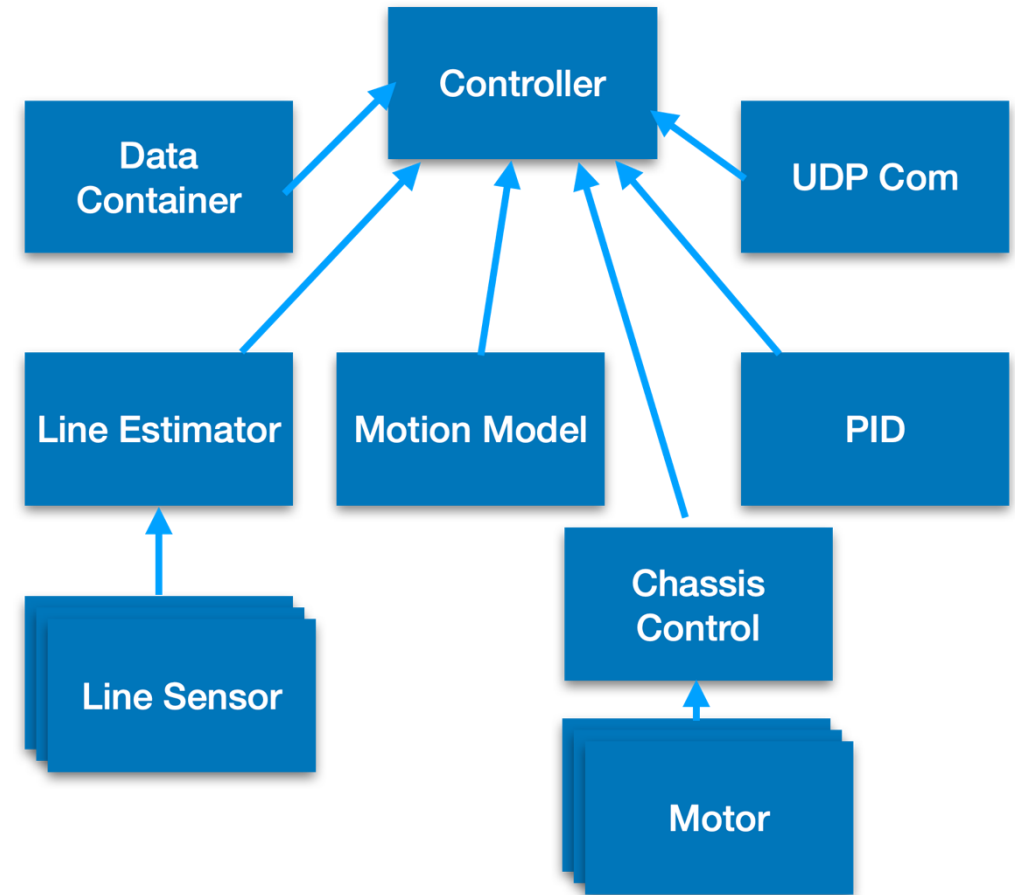 Controller
Data
Container
UDP Com
Line Estimator
Motion Model
PID
Chassis
Control
Line Sensor
Motor